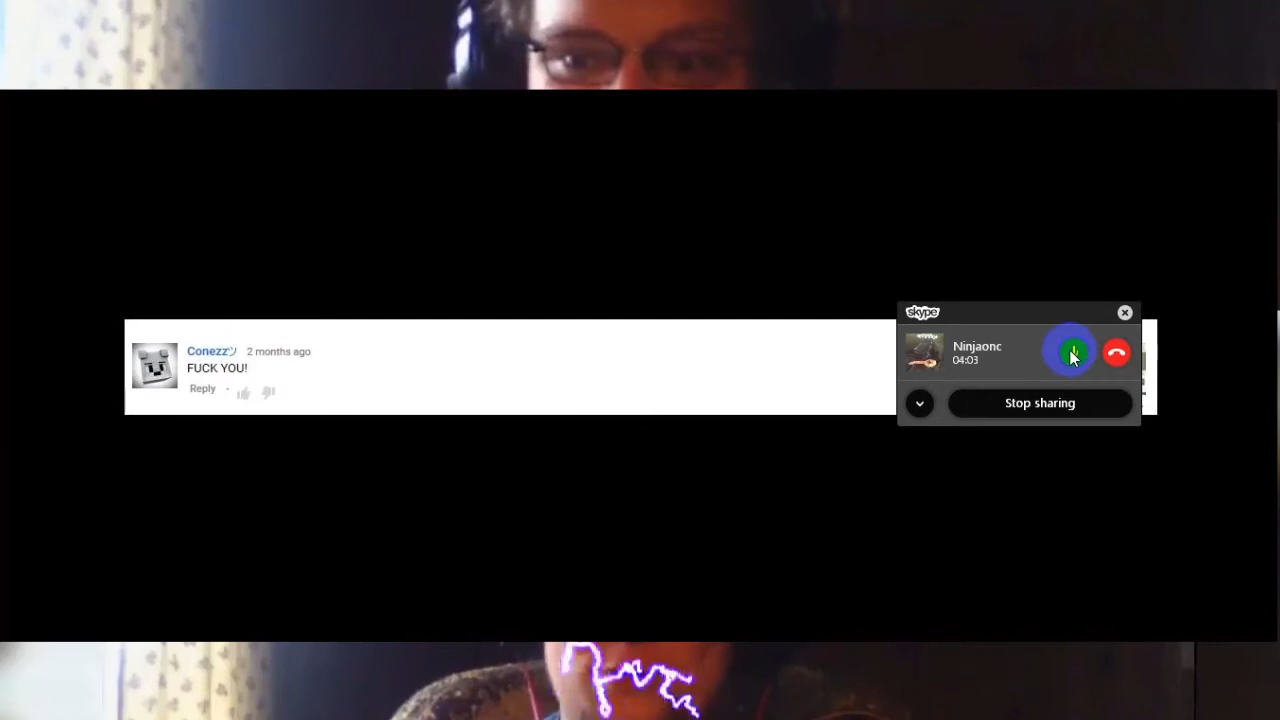 skype
Conezzツ 2 months ago
FUCK YOU!
Reply
Ninjaonc
04:03
Stop sharing